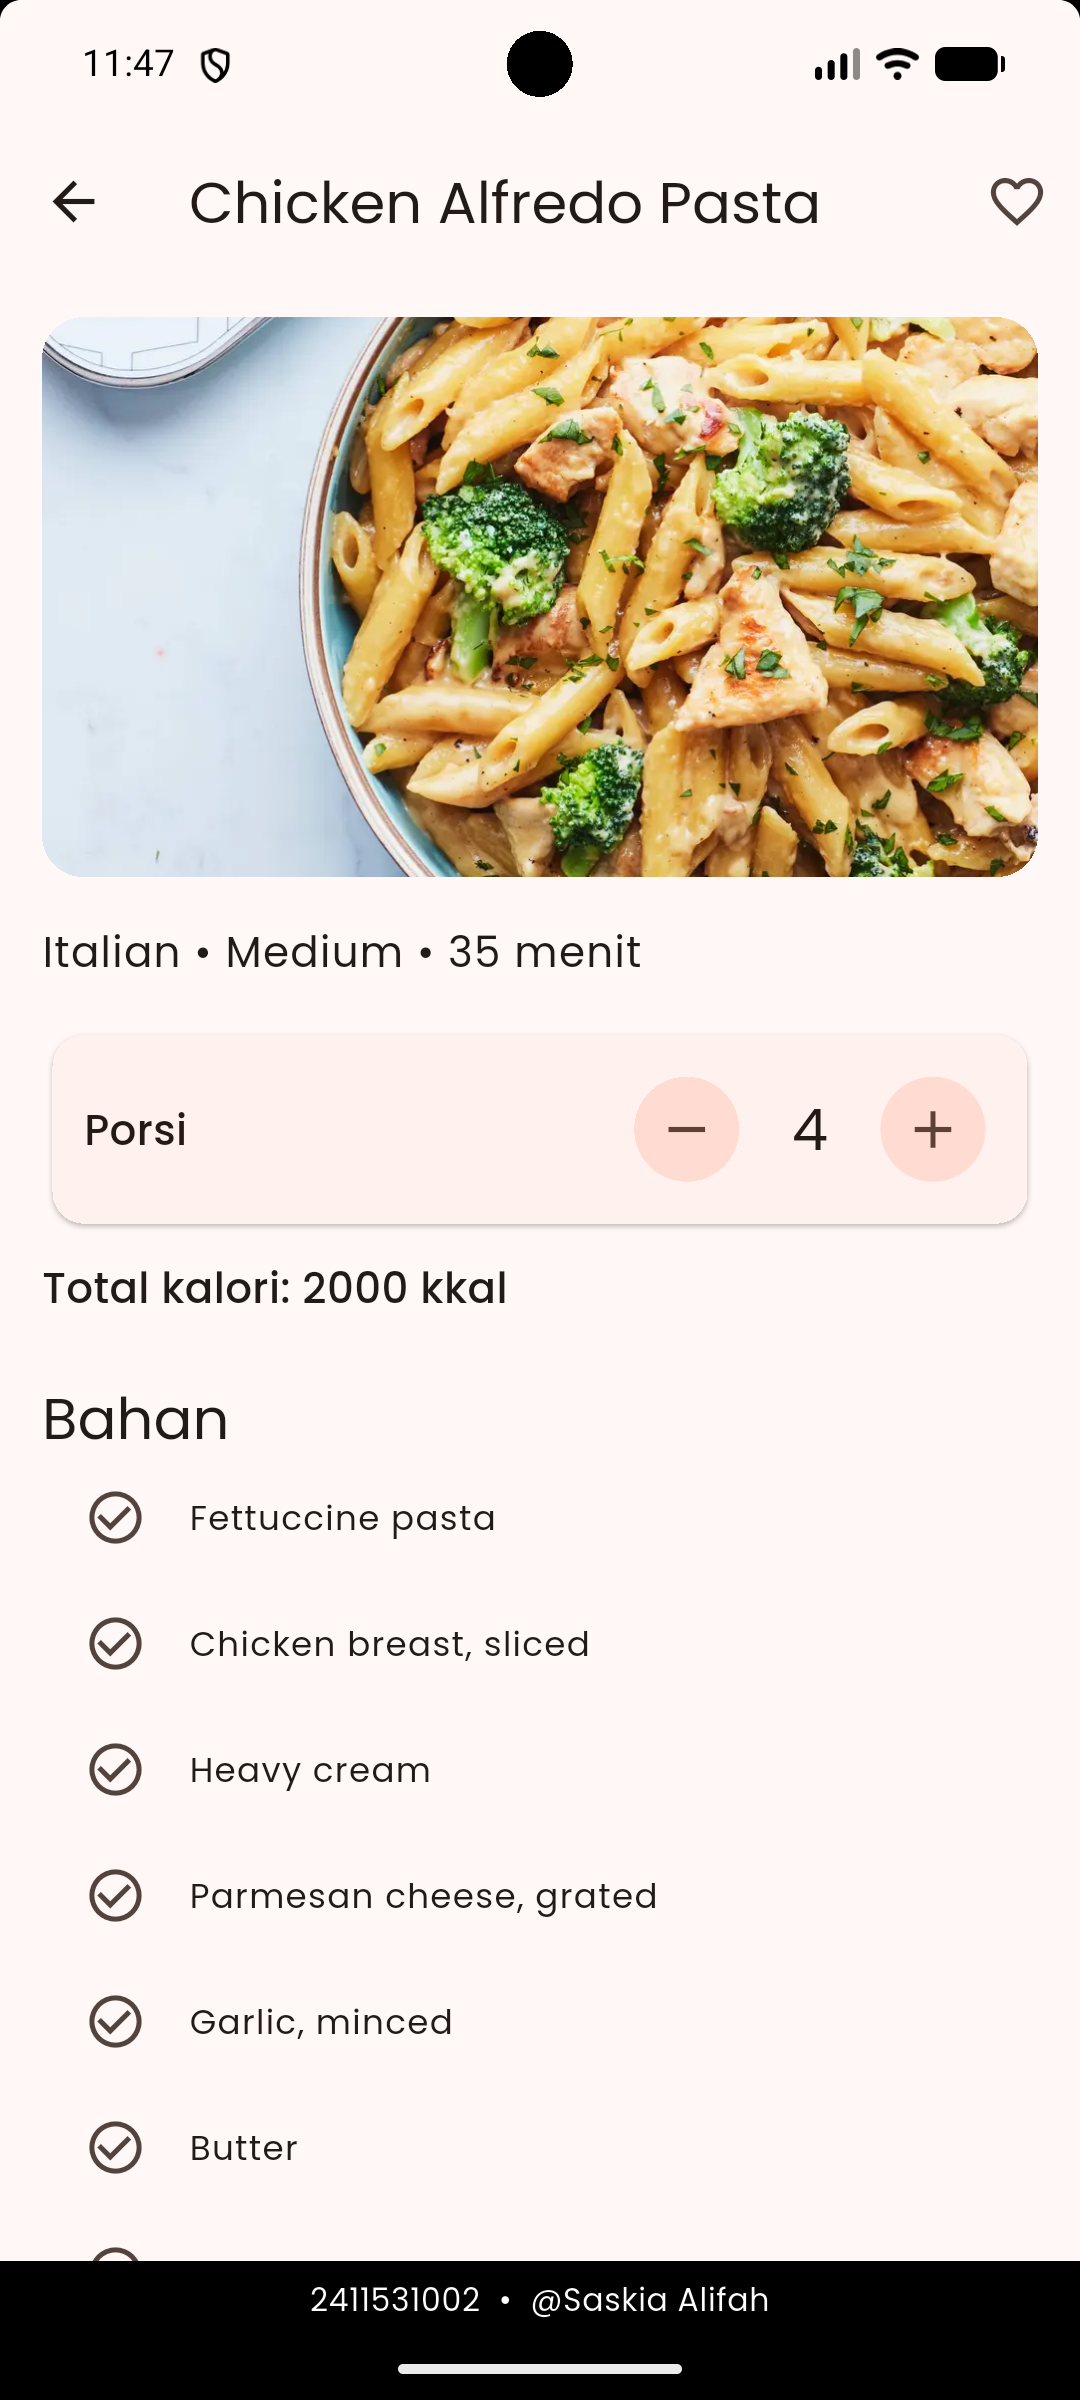 11:47
Chicken Alfredo Pasta
Italian • Medium • 35 menit
Porsi
4
Total kalori: 2000 kkal
Bahan
Fettuccine pasta
Chicken breast, sliced
Heavy cream
Parmesan cheese, grated
Garlic, minced
Butter
2411531002 • @Saskia Alifah